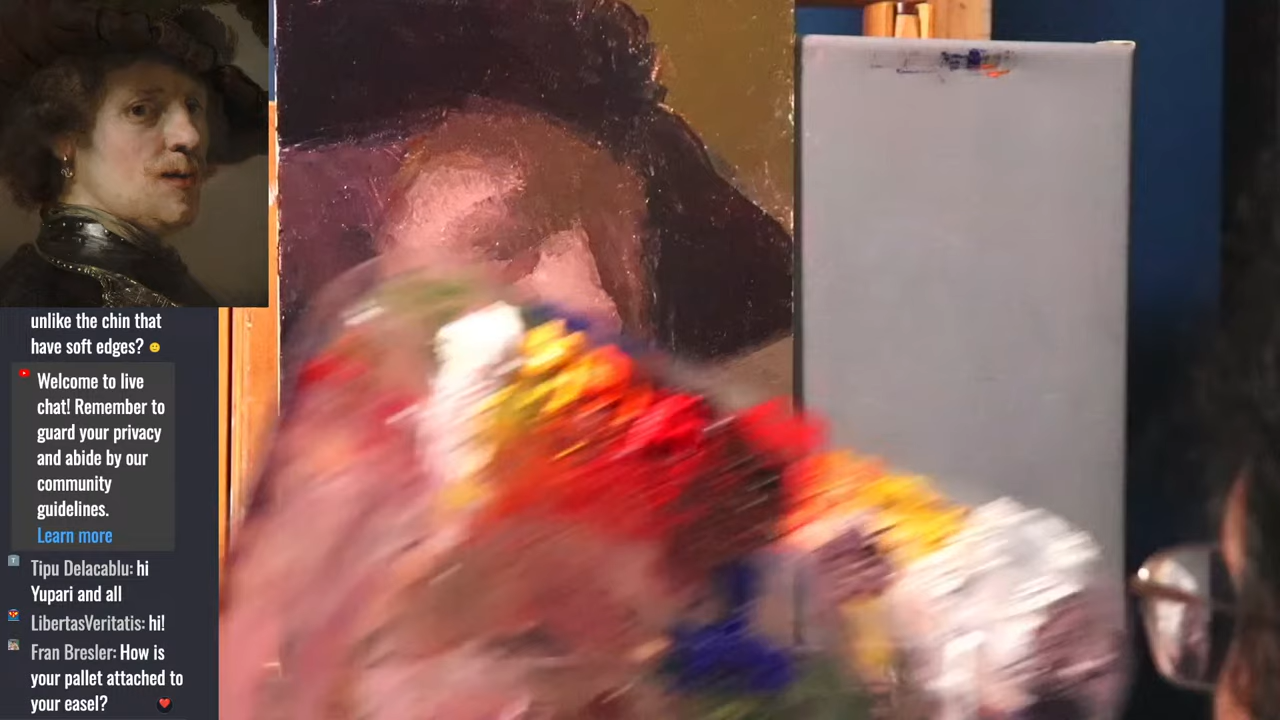 unlike the chin that
have soft edges?
Welcome to live
chat! Remember to
guard your privacy
and abide by our
community
guidelines.
Learn more
Tipu Delacablu: hi
Yupari and all
LibertasVeritatis: hi!
Fran Bresler: How is
your pallet attached to
your easel?